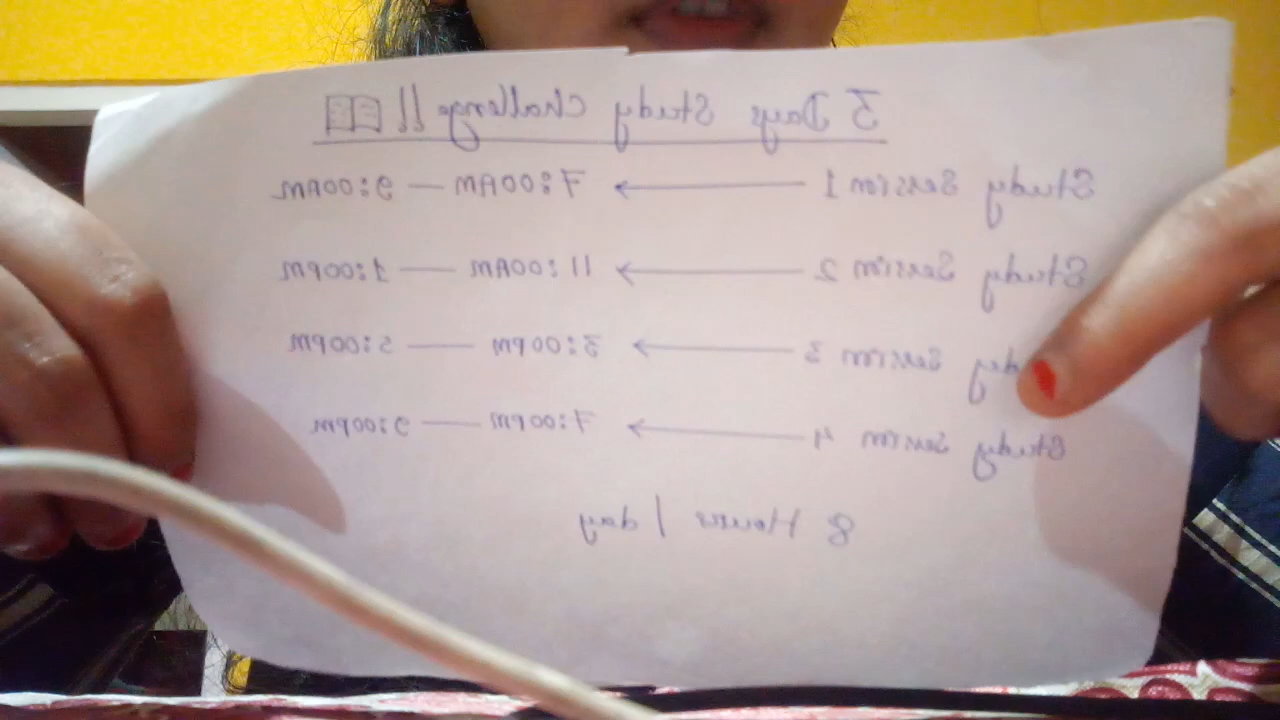 3 Days Study Challenge !!
Study Session 1 → 7:00AM — 9:00AM
Study Session 2 → 11:00AM — 1:00PM
Study Session 3 → 3:00PM — 5:00PM
Study Session 4 → 7:00PM — 9:00PM
8 Hours / day